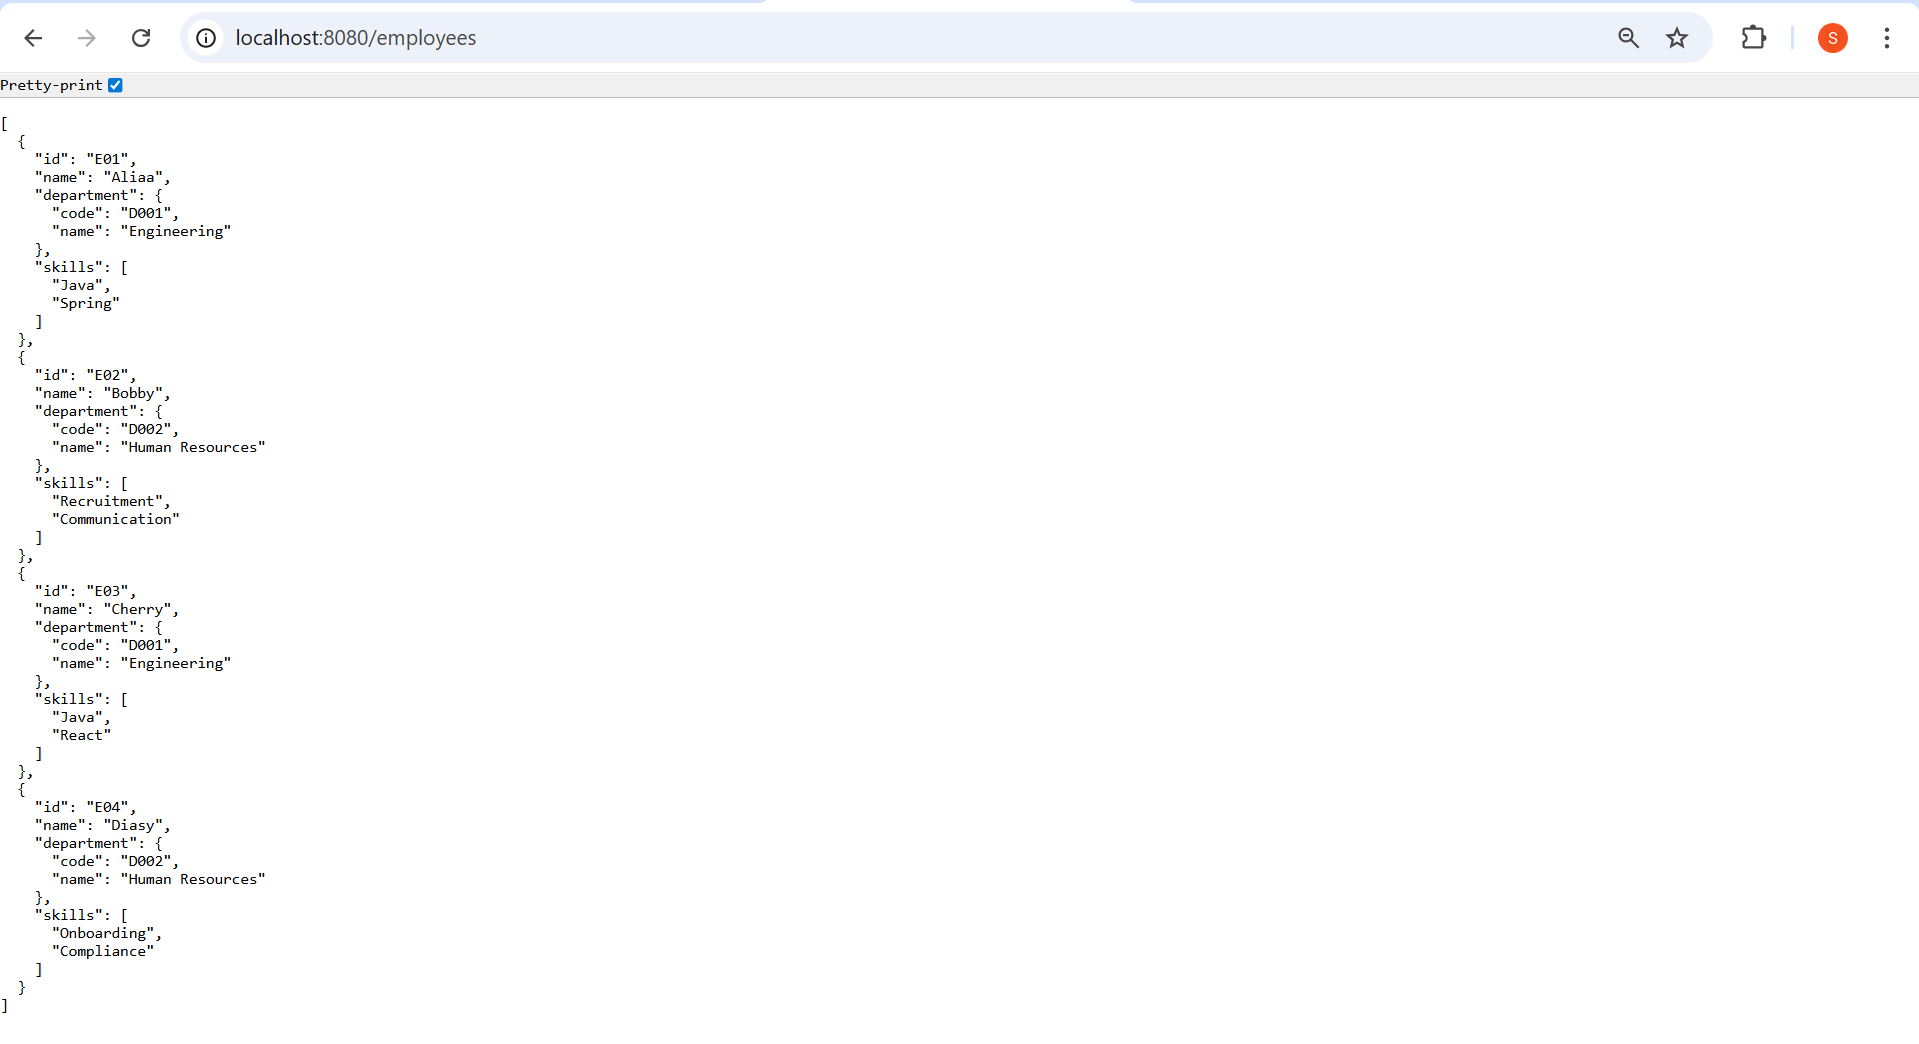 localhost:8080/employees
S
Pretty-print
[
  {
    "id": "E01",
    "name": "Aliaa",
    "department": {
      "code": "D001",
      "name": "Engineering"
    },
    "skills": [
      "Java",
      "Spring"
    ]
  },
  {
    "id": "E02",
    "name": "Bobby",
    "department": {
      "code": "D002",
      "name": "Human Resources"
    },
    "skills": [
      "Recruitment",
      "Communication"
    ]
  },
  {
    "id": "E03",
    "name": "Cherry",
    "department": {
      "code": "D001",
      "name": "Engineering"
    },
    "skills": [
      "Java",
      "React"
    ]
  },
  {
    "id": "E04",
    "name": "Diasy",
    "department": {
      "code": "D002",
      "name": "Human Resources"
    },
    "skills": [
      "Onboarding",
      "Compliance"
    ]
  }
]